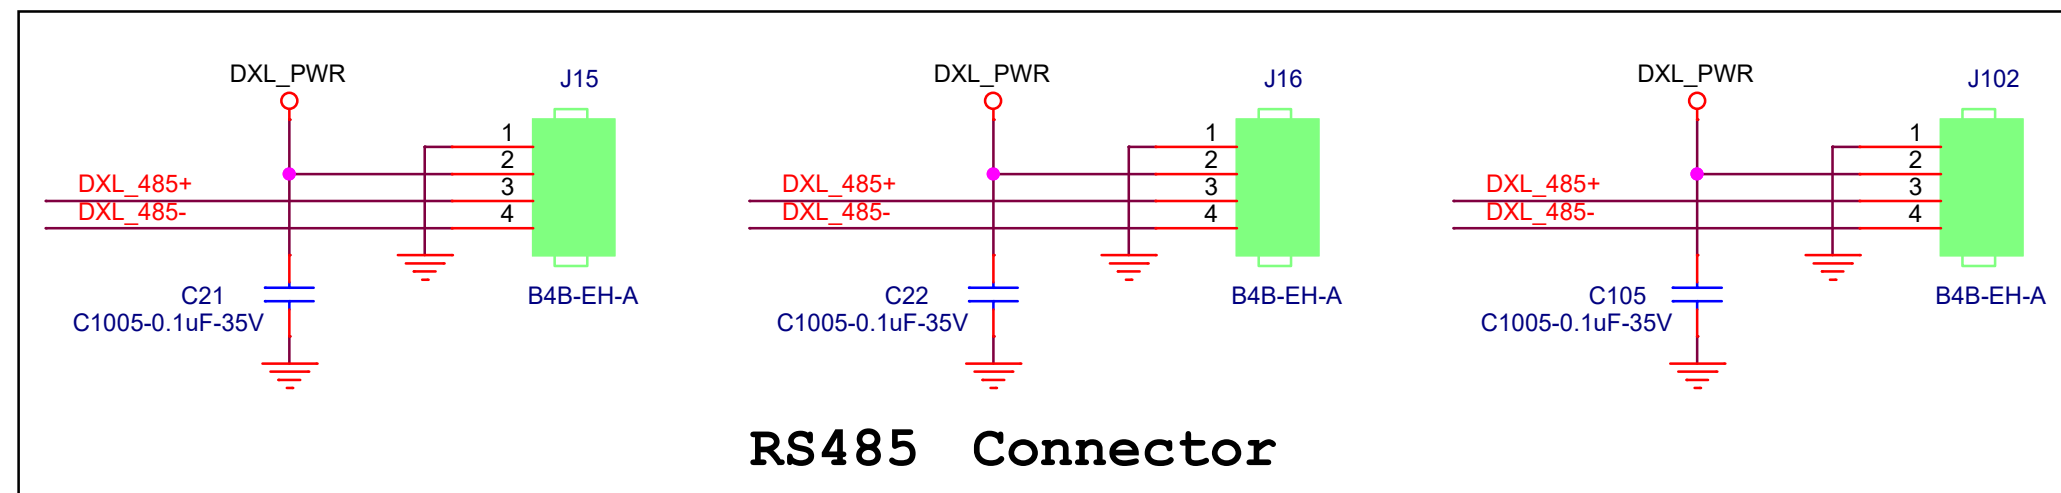 DXL_PWR
J15
1
2
DXL_485+
3
DXL_485-
4
C21
C1005-0.1uF-35V
B4B-EH-A
DXL_PWR
J16
1
2
DXL_485+
3
DXL_485-
4
C22
C1005-0.1uF-35V
B4B-EH-A
DXL_PWR
J102
1
2
DXL_485+
3
DXL_485-
4
C105
C1005-0.1uF-35V
B4B-EH-A
RS485 Connector